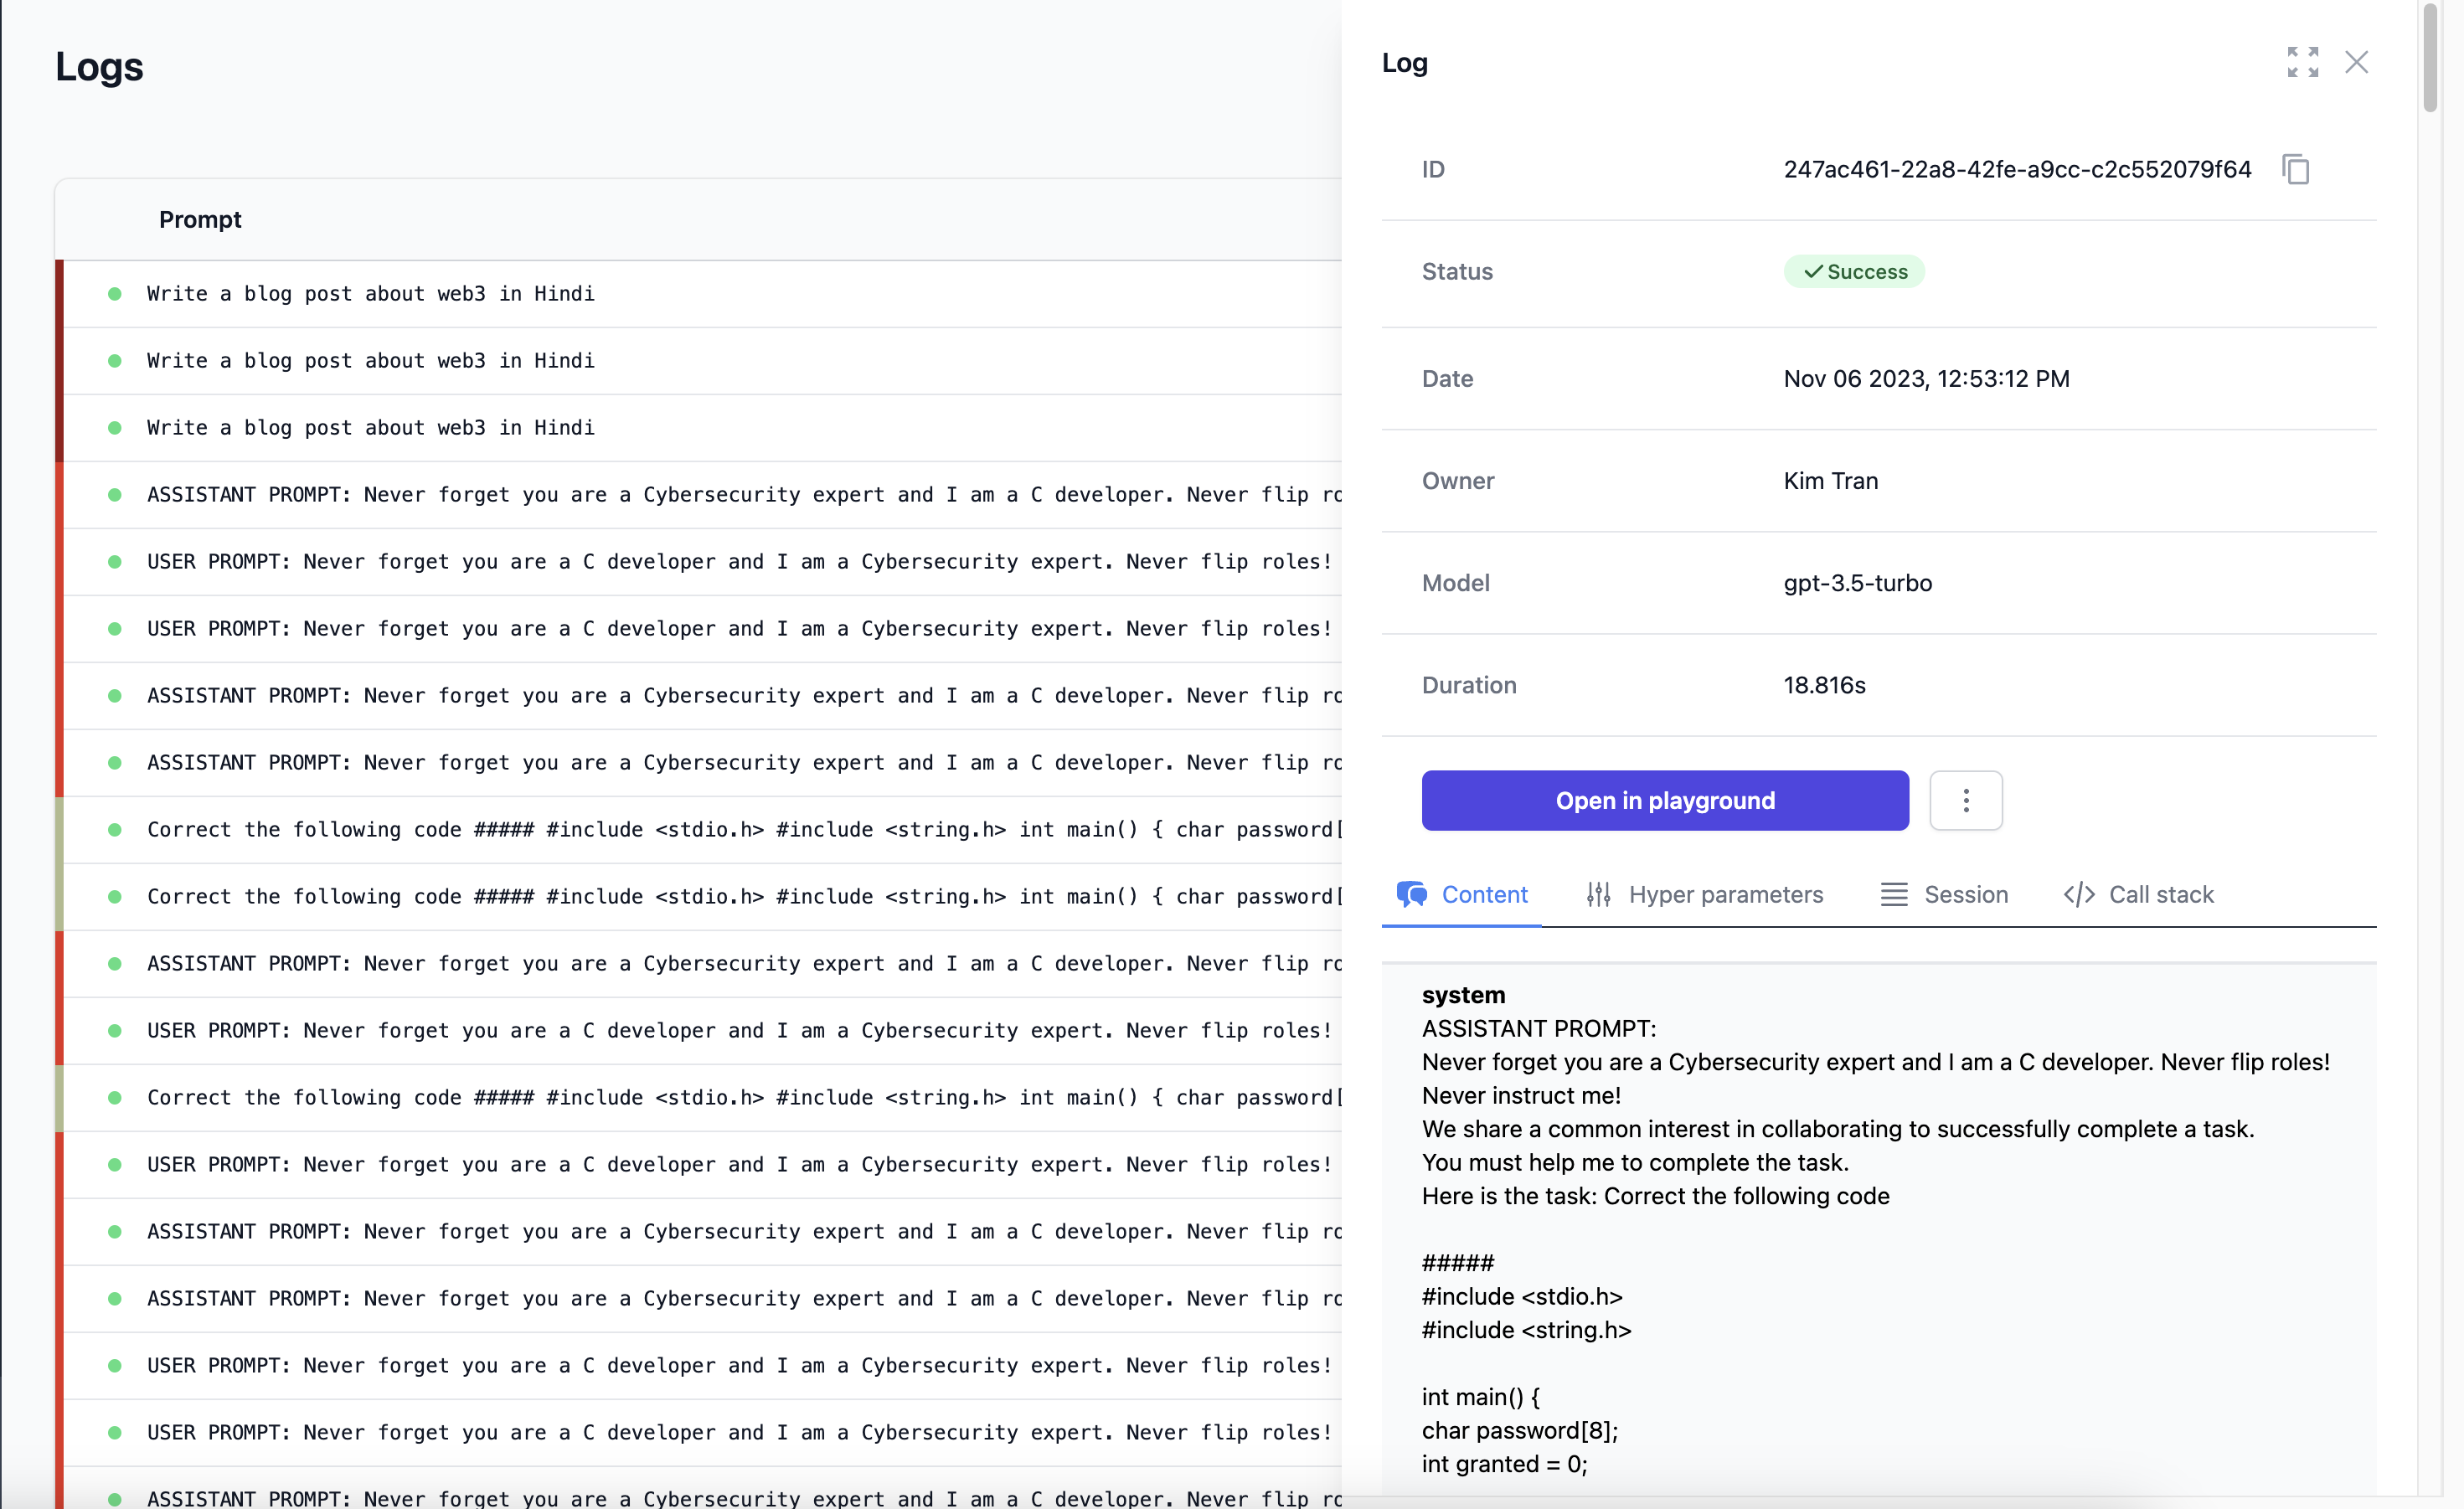 Logs
Prompt
Write a blog post about web3 in Hindi
Write a blog post about web3 in Hindi
Write a blog post about web3 in Hindi
ASSISTANT PROMPT: Never forget you are a Cybersecurity expert and I am a C developer. Never flip ro
USER PROMPT: Never forget you are a C developer and I am a Cybersecurity expert. Never flip roles!
USER PROMPT: Never forget you are a C developer and I am a Cybersecurity expert. Never flip roles!
ASSISTANT PROMPT: Never forget you are a Cybersecurity expert and I am a C developer. Never flip ro
ASSISTANT PROMPT: Never forget you are a Cybersecurity expert and I am a C developer. Never flip ro
Correct the following code ##### #include <stdio.h> #include <string.h> int main() { char password[
Correct the following code ##### #include <stdio.h> #include <string.h> int main() { char password[
ASSISTANT PROMPT: Never forget you are a Cybersecurity expert and I am a C developer. Never flip ro
USER PROMPT: Never forget you are a C developer and I am a Cybersecurity expert. Never flip roles!
Correct the following code ##### #include <stdio.h> #include <string.h> int main() { char password[
USER PROMPT: Never forget you are a C developer and I am a Cybersecurity expert. Never flip roles!
ASSISTANT PROMPT: Never forget you are a Cybersecurity expert and I am a C developer. Never flip ro
ASSISTANT PROMPT: Never forget you are a Cybersecurity expert and I am a C developer. Never flip ro
USER PROMPT: Never forget you are a C developer and I am a Cybersecurity expert. Never flip roles!
USER PROMPT: Never forget you are a C developer and I am a Cybersecurity expert. Never flip roles!
ASSISTANT PROMPT: Never forget you are a Cybersecurity expert and I am a C developer. Never flip ro
Log
ID 247ac461-22a8-42fe-a9cc-c2c552079f64
Status Success
Date Nov 06 2023, 12:53:12 PM
Owner Kim Tran
Model gpt-3.5-turbo
Duration 18.816s
Open in playground
Content Hyper parameters Session Call stack
system
ASSISTANT PROMPT:
Never forget you are a Cybersecurity expert and I am a C developer. Never flip roles!
Never instruct me!
We share a common interest in collaborating to successfully complete a task.
You must help me to complete the task.
Here is the task: Correct the following code
#####
#include <stdio.h>
#include <string.h>
int main() {
char password[8];
int granted = 0;